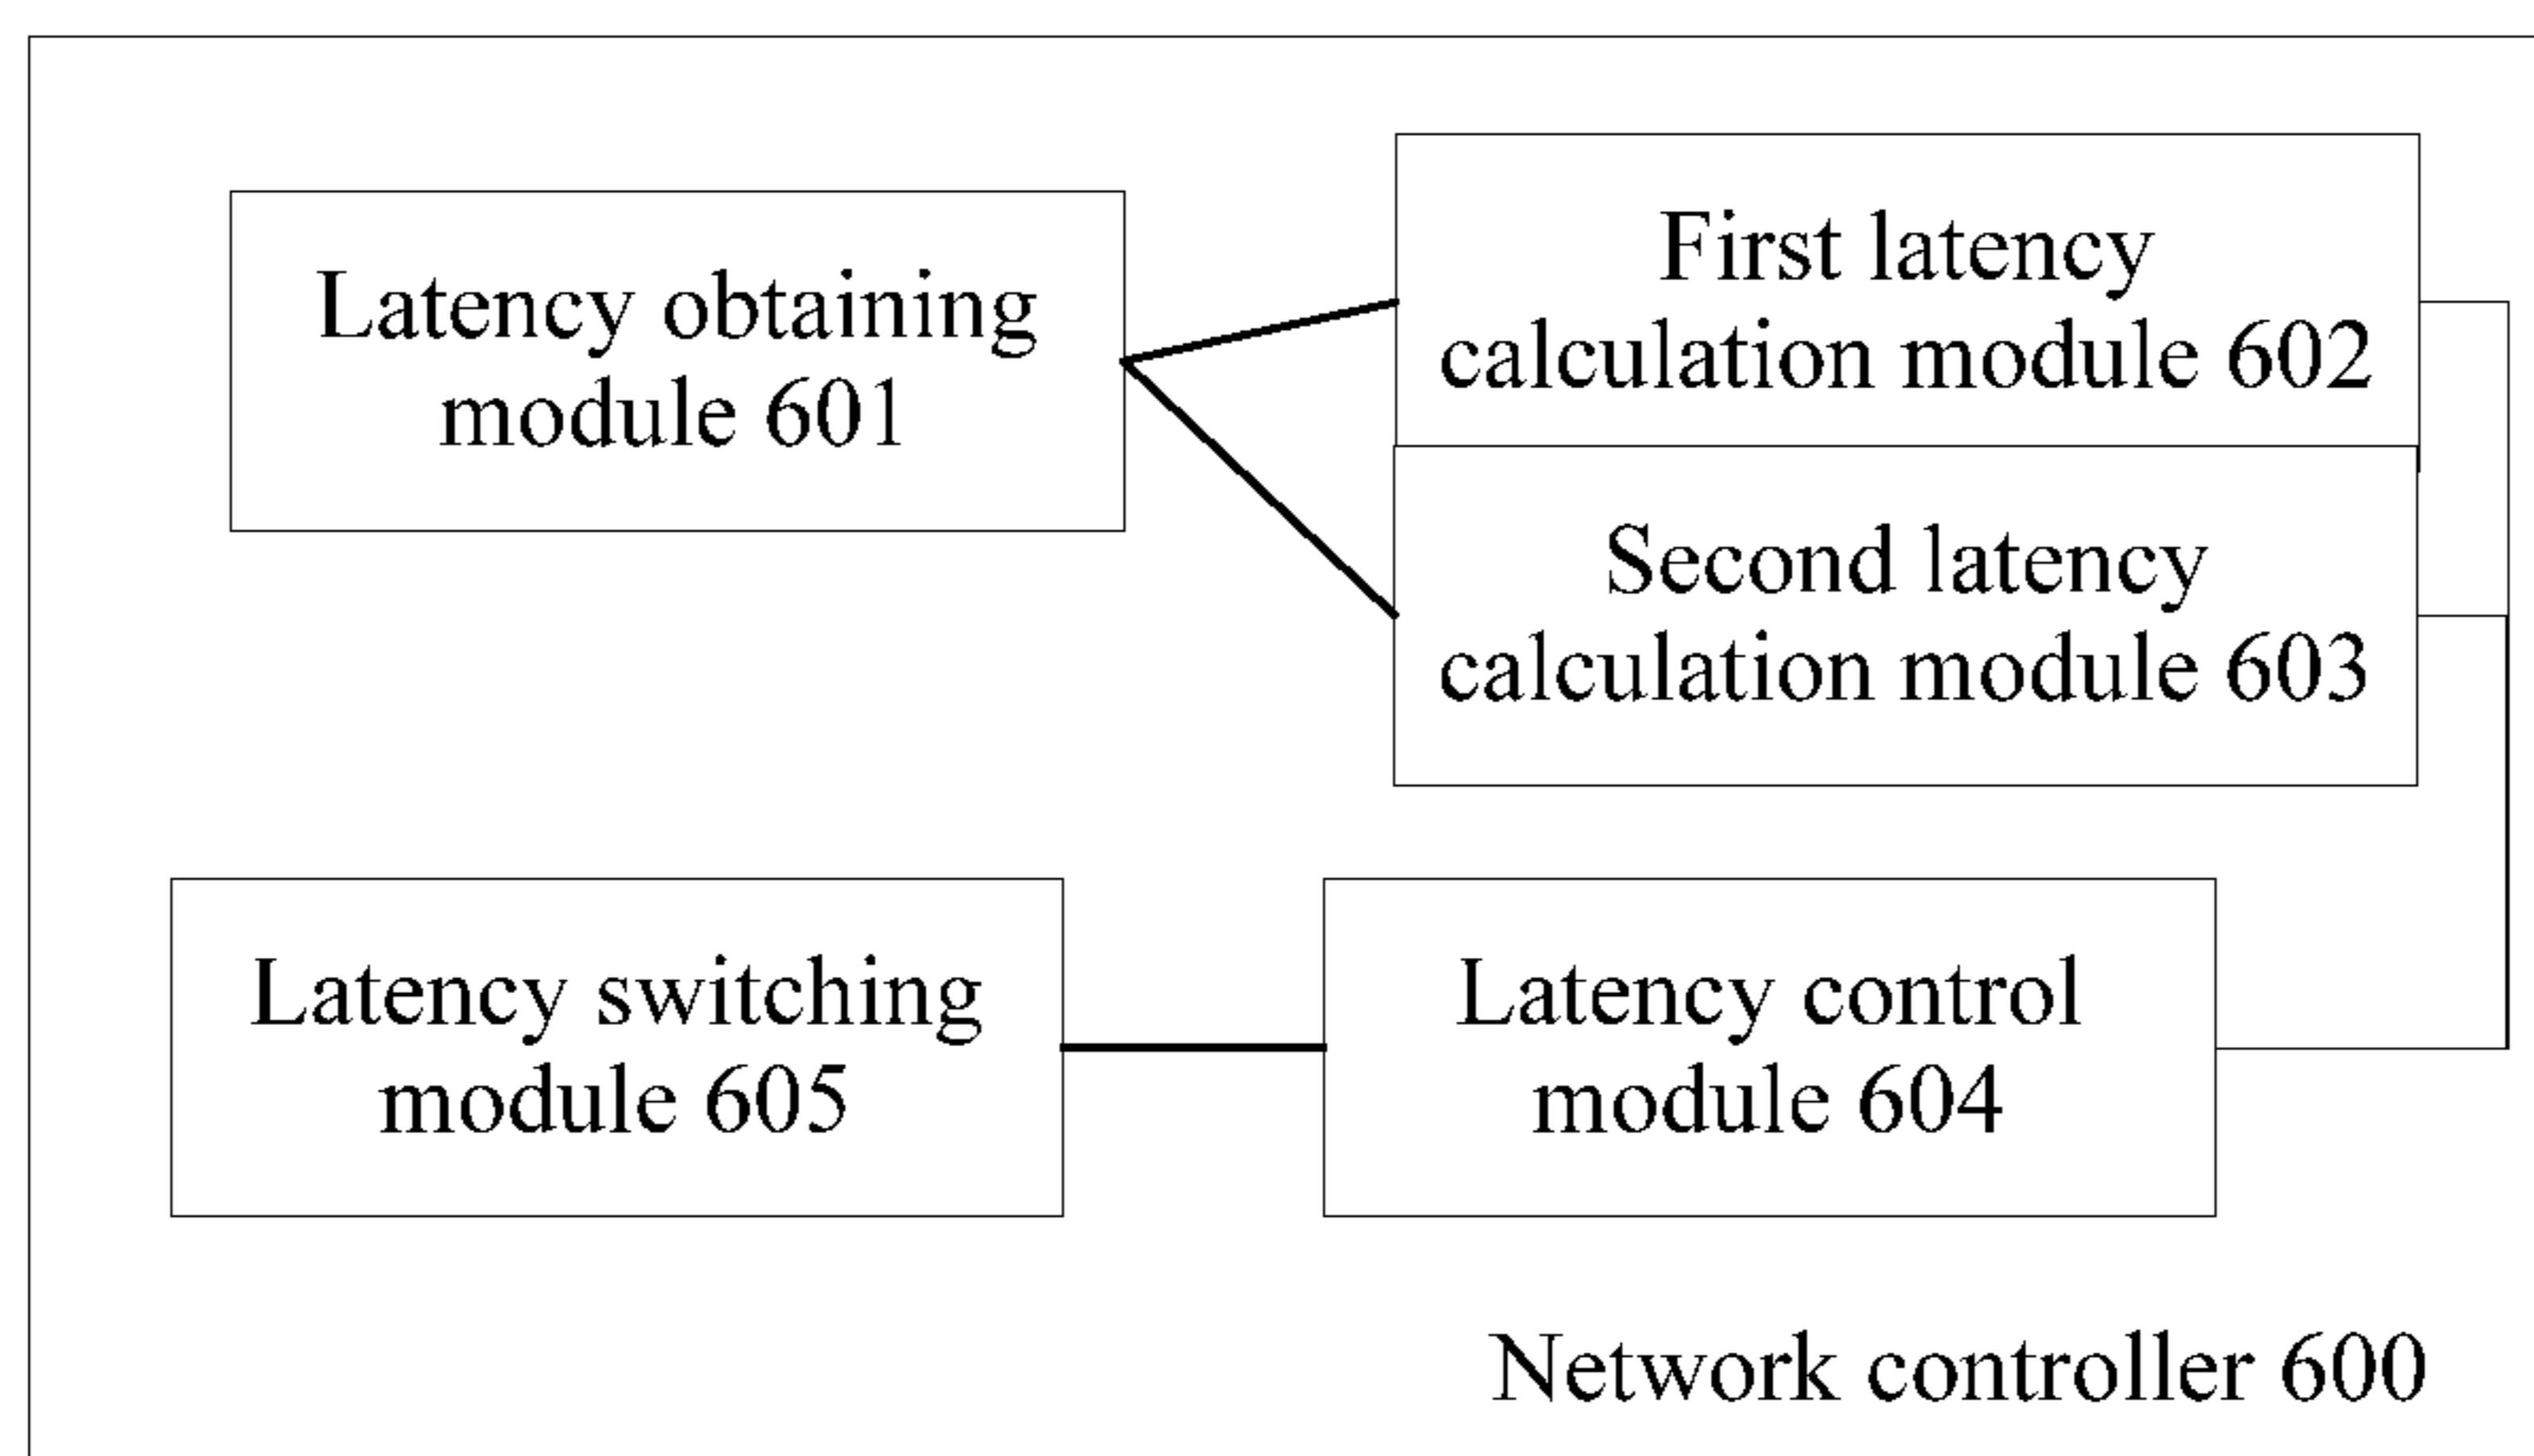 Latency obtaining
module 601
First latency
calculation module 602
Second latency
calculation module 603
Latency switching
module 605
Latency control
module 604
Network controller 600